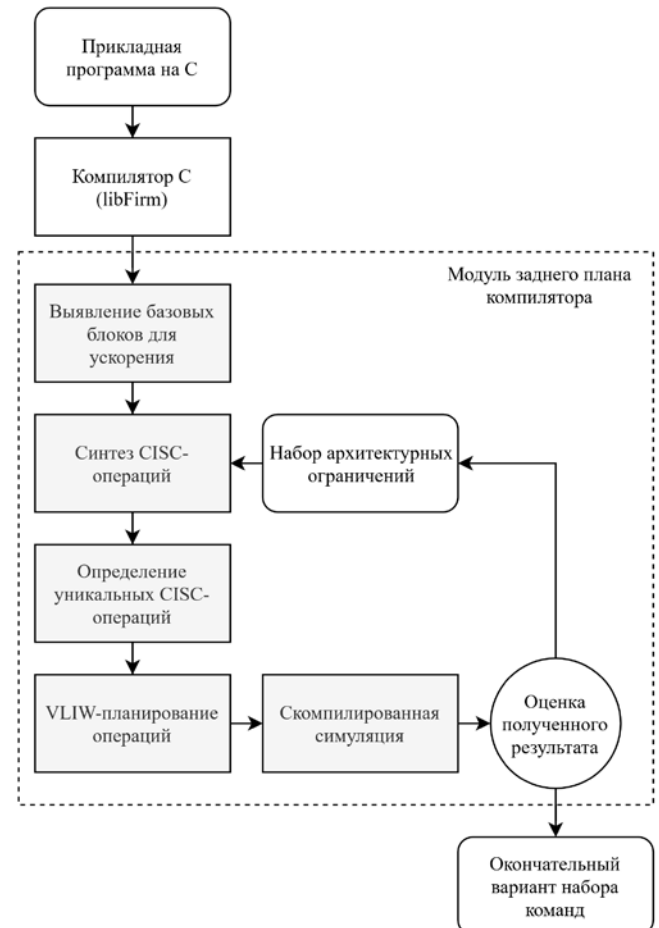 Прикладная
программа на C
Компилятор C
(libFirm)
Модуль заднего плана
компилятора
Выявление базовых
блоков для
ускорения
Синтез CISC-
операций
Набор архитектурных
ограничений
Определение
уникальных CISC-
операций
VLIW-планирование
операций
Скомпилированная
симуляция
Оценка
полученного
результата
Окончательный
вариант набора
команд